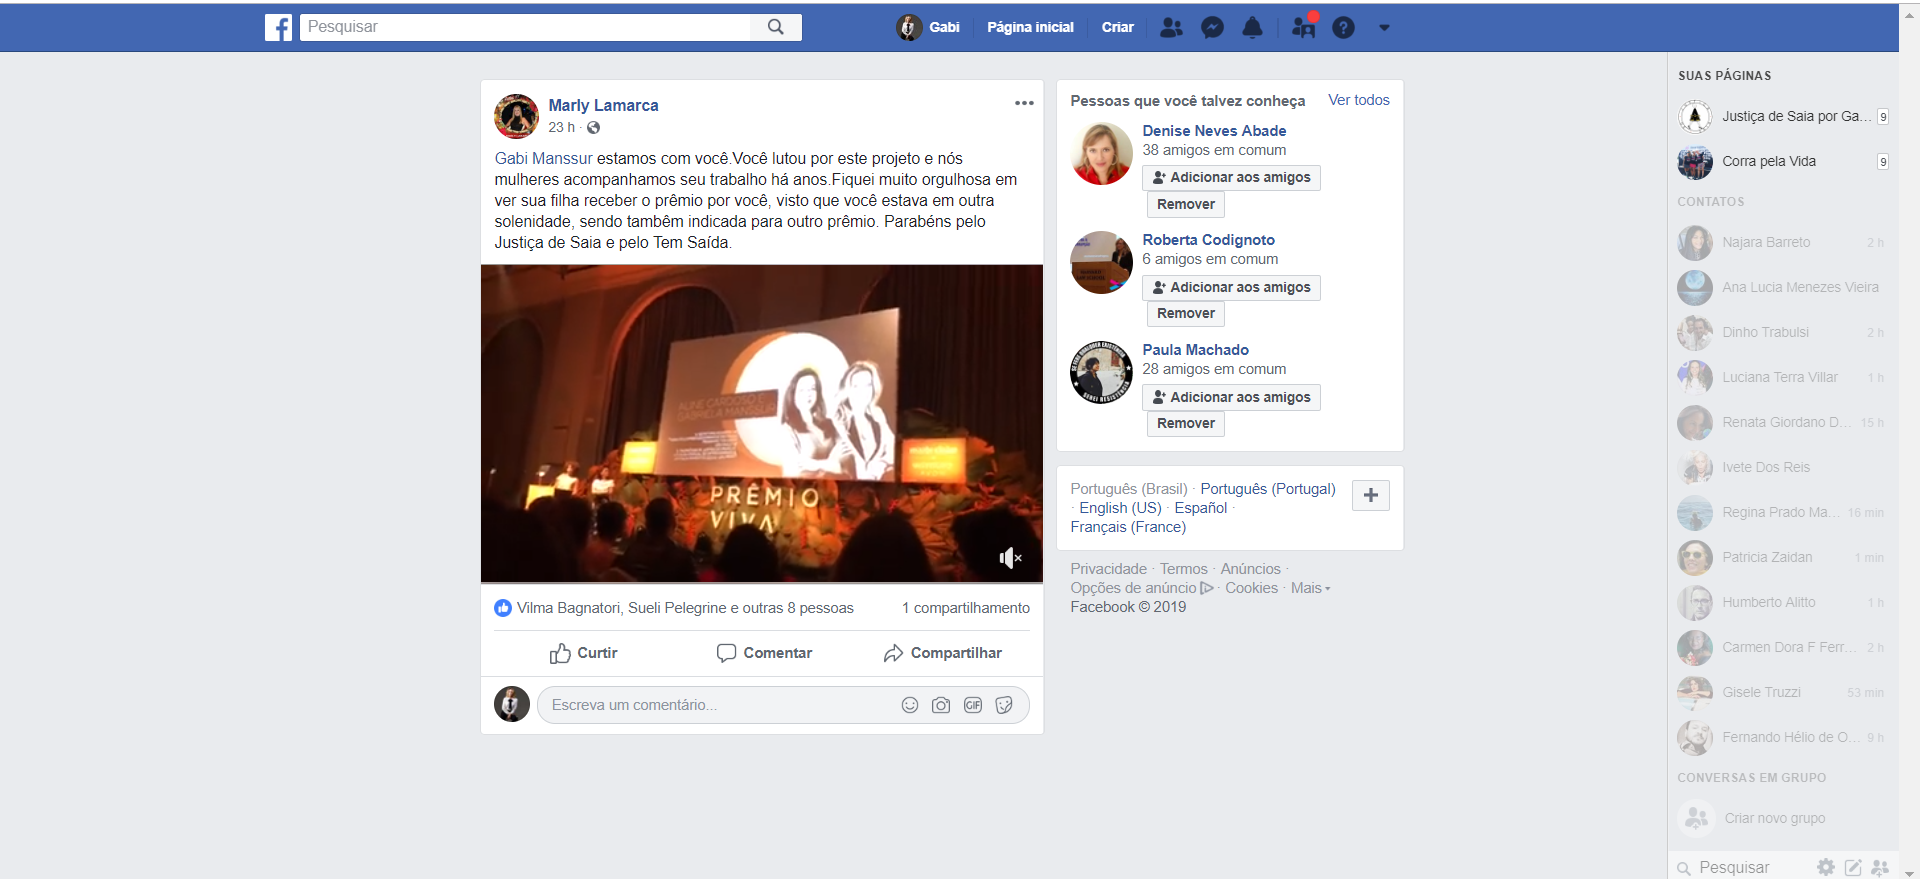 Pesquisar
Gabi
Página inicial
Criar
Marly Lamarca
23 h ·
Gabi Manssur estamos com você.Você lutou por este projeto e nós
mulheres acompanhamos seu trabalho há anos.Fiquei muito orgulhosa em
ver sua filha receber o prêmio por você, visto que você estava em outra
solenidade, sendo também indicada para outro prêmio. Parabéns pelo
Justiça de Saia e pelo Tem Saída.
ALINE CARDOSO E
GABRIELA MANSSUR
PRÊMIO
VIVA
Vilma Bagnatori, Sueli Pelegrine e outras 8 pessoas
1 compartilhamento
Curtir
Comentar
Compartilhar
Escreva um comentário...
GIF
Pessoas que você talvez conheça
Ver todos
Denise Neves Abade
38 amigos em comum
Adicionar aos amigos
Remover
Roberta Codignoto
6 amigos em comum
Adicionar aos amigos
Remover
Paula Machado
28 amigos em comum
Adicionar aos amigos
Remover
Português (Brasil) · Português (Portugal)
· English (US) · Español ·
Français (France)
Privacidade · Termos · Anúncios ·
Opções de anúncio · Cookies · Mais
Facebook © 2019
SUAS PÁGINAS
Justiça de Saia por Ga... 9
Corra pela Vida 9
CONTATOS
Najara Barreto 2 h
Ana Lucia Menezes Vieira
Dinho Trabulsi 2 h
Luciana Terra Villar 1 h
Renata Giordano D... 15 h
Ivete Dos Reis
Regina Prado Ma... 16 min
Patricia Zaidan 1 min
Humberto Alitto 1 h
Carmen Dora F Ferr... 2 h
Gisele Truzzi 53 min
Fernando Hélio de O... 9 h
CONVERSAS EM GRUPO
Criar novo grupo
Pesquisar